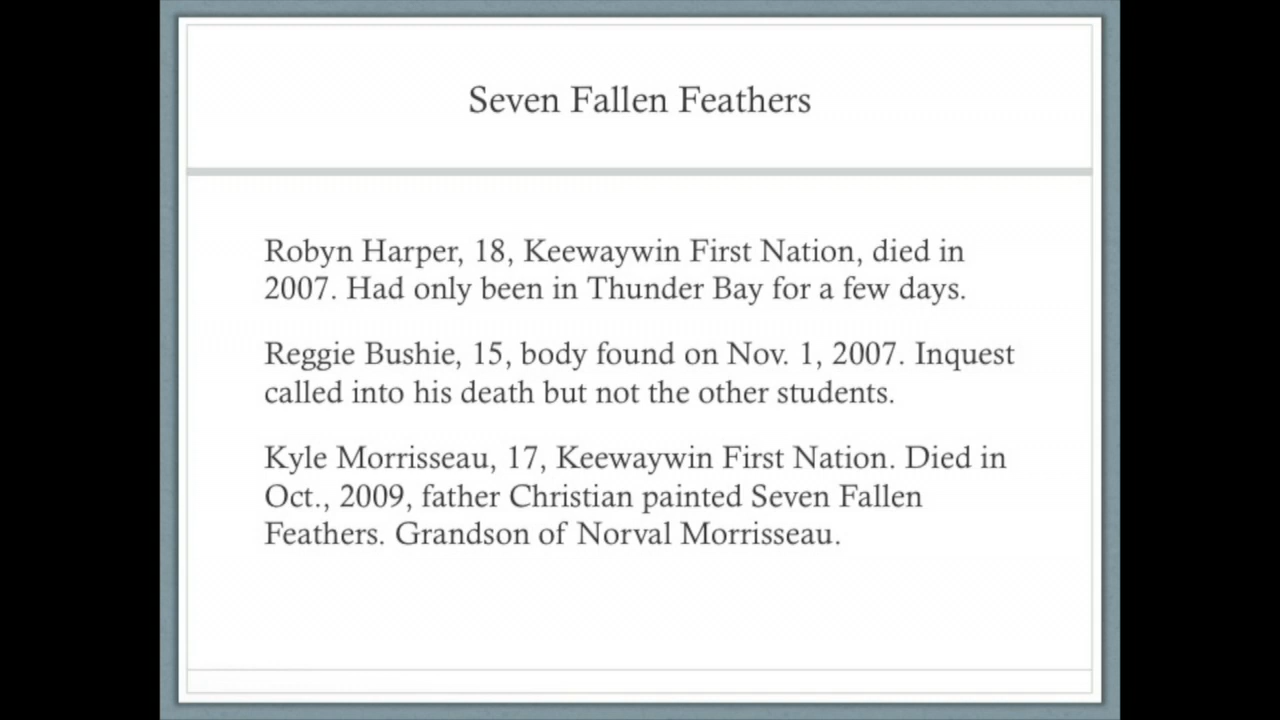 Seven Fallen Feathers
Robyn Harper, 18, Keewaywin First Nation, died in
2007. Had only been in Thunder Bay for a few days.
Reggie Bushie, 15, body found on Nov. 1, 2007. Inquest
called into his death but not the other students.
Kyle Morrisseau, 17, Keewaywin First Nation. Died in
Oct., 2009, father Christian painted Seven Fallen
Feathers. Grandson of Norval Morrisseau.